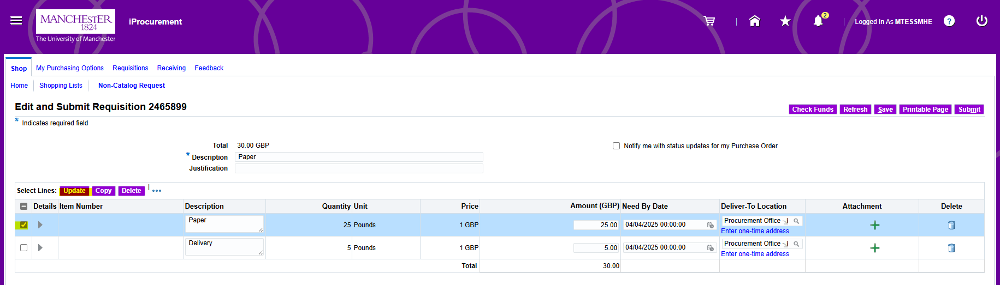 MANCHESTER
1824
The University of Manchester
iProcurement
2
Logged In As MTESSMHE
?
Shop My Purchasing Options Requisitions Receiving Feedback
Home Shopping Lists Non-Catalog Request
Edit and Submit Requisition 2465899
Check Funds Refresh Save Printable Page Submit
* Indicates required field
Total 30.00 GBP
Notify me with status updates for my Purchase Order
* Description Paper
Justification
Select Lines: Update Copy Delete
Details Item Number Description Quantity Unit Price Amount (GBP) Need By Date Deliver-To Location Attachment Delete
Paper 25 Pounds 1 GBP 25.00 04/04/2025 00:00:00 Procurement Office -
Enter one-time address
Delivery 5 Pounds 1 GBP 5.00 04/04/2025 00:00:00 Procurement Office -
Enter one-time address
Total 30.00